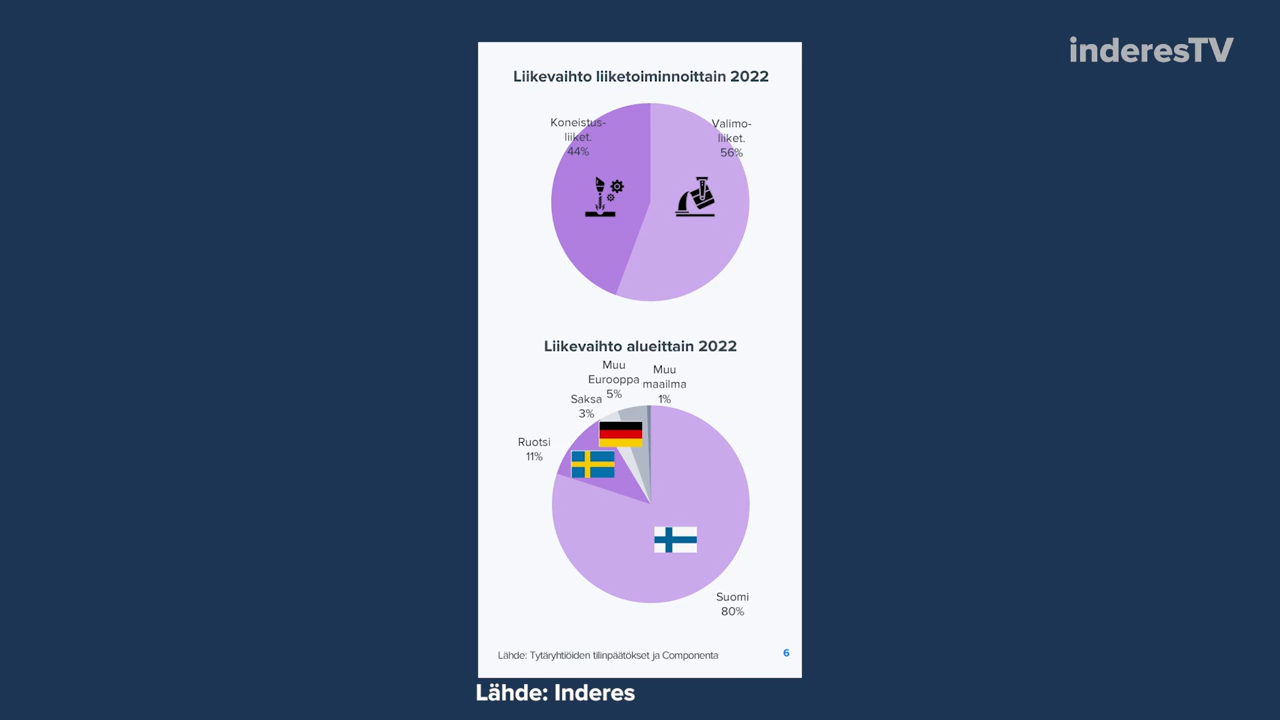 inderesTV
Liikevaihto liiketoiminnoittain 2022
Koneistus-
liiket.
44%
Valimo-
liiket.
56%
Liikevaihto alueittain 2022
Muu
Eurooppa
5%
Muu
maailma
1%
Saksa
3%
Ruotsi
11%
Suomi
80%
Lähde: Tytäryhtiöiden tilinpäätökset ja Componenta
6
Lähde: Inderes